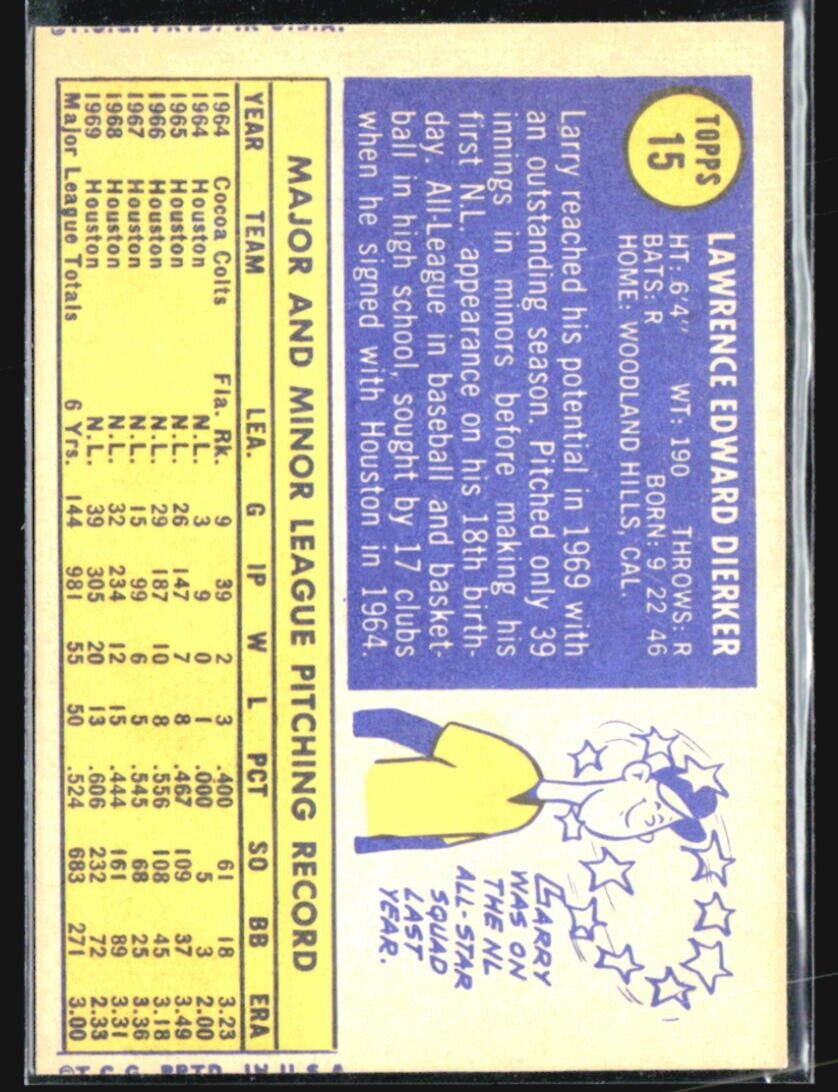 TOPPS
15
LAWRENCE EDWARD DIERKER
HT: 6'4" WT: 190 THROWS: R
BATS: R BORN: 9/22/46
HOME: WOODLAND HILLS, CAL.
Larry reached his potential in 1969 with
an outstanding season. Pitched only 39
innings in minors before making his
first N.L. appearance on his 18th birth-
day. All-League in baseball and basket-
ball in high school, sought by 17 clubs
when he signed with Houston in 1964.
LARRY
WAS ON
THE NL
ALL-STAR
SQUAD
LAST
YEAR.
MAJOR AND MINOR LEAGUE PITCHING RECORD
YEAR TEAM LEA. G IP W L PCT SO BB ERA
1964 Cocoa Colts Fla. Rk. 9 39 2 3 .400 61 18 3.23
1964 Houston N.L. 3 9 0 1 .000 5 3 2.00
1965 Houston N.L. 26 147 7 8 .467 109 37 3.49
1966 Houston N.L. 29 187 10 8 .556 108 45 3.18
1967 Houston N.L. 15 99 6 5 .545 68 25 3.36
1968 Houston N.L. 32 234 12 15 .444 161 89 3.31
1969 Houston N.L. 39 305 20 13 .606 232 72 2.33
Major League Totals 6 Yrs. 144 981 55 50 .524 683 271 3.00